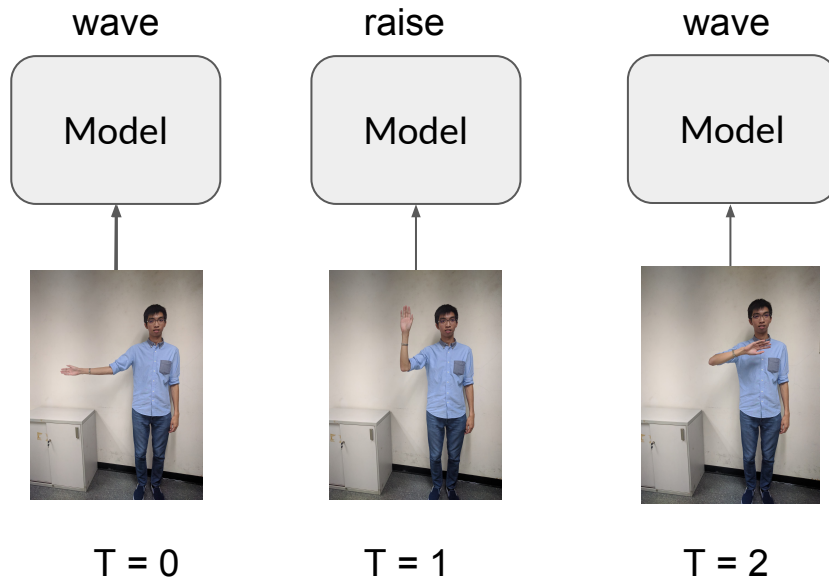 wave raise wave
Model Model Model
T = 0 T = 1 T = 2